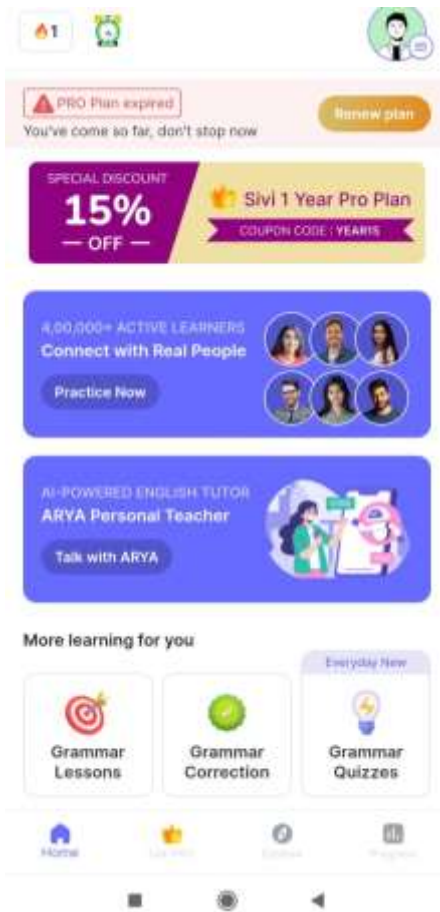 1
PRO Plan expired
You've come so far, don't stop now
Renew plan
SPECIAL DISCOUNT
15%
— OFF —
Sivi 1 Year Pro Plan
COUPON CODE : YEAR15
4,00,000+ ACTIVE LEARNERS
Connect with Real People
Practice Now
AI-POWERED ENGLISH TUTOR
ARYA Personal Teacher
Talk with ARYA
More learning for you
Everyday New
Grammar
Lessons
Grammar
Correction
Grammar
Quizzes
Home
Progress